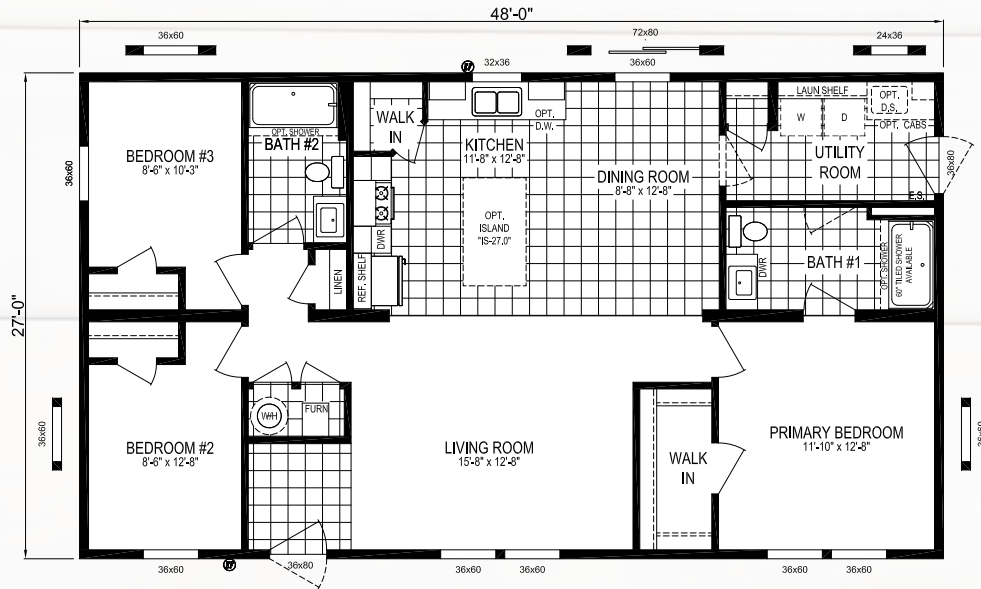 48'-0"
36x60
72x80
24x36
32x36
36x60
27'-0"
36x60
BEDROOM #3
8'-6" x 10'-3"
OPT. SHOWER
BATH #2
WALK
IN
KITCHEN
11'-8" x 12'-8"
OPT.
D.W.
DINING ROOM
8'-8" x 12'-8"
LAUN SHELF
W
D
OPT.
D.S.
OPT. CABS
UTILITY
ROOM
36x80
E.S.
OPT.
ISLAND
"IS-27.0"
DWR
REF. SHELF
LINEN
DWR
BATH #1
OPT. SHOWER
60" TILED SHOWER
AVAILABLE
36x60
BEDROOM #2
8'-6" x 12'-8"
W/H
FURN
LIVING ROOM
15'-8" x 12'-8"
WALK
IN
PRIMARY BEDROOM
11'-10" x 12'-8"
36x60
36x60
36x80
36x60
36x60
36x60
36x60